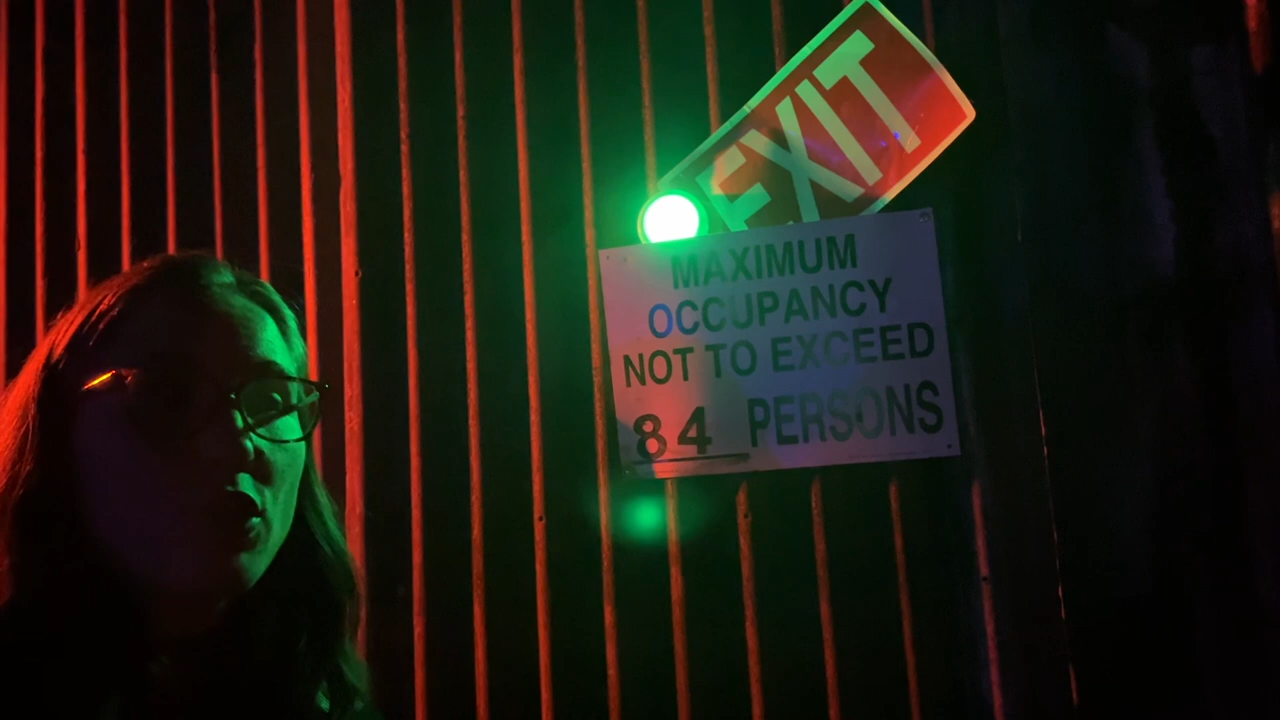 EXIT
MAXIMUM
OCCUPANCY
NOT TO EXCEED
84 PERSONS